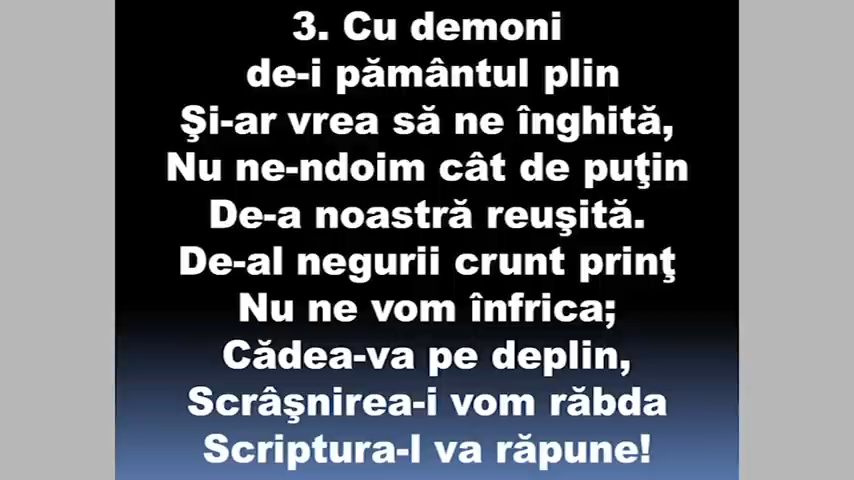 3. Cu demoni
de-i pământul plin
Şi-ar vrea să ne înghită,
Nu ne-ndoim cât de puţin
De-a noastră reuşită.
De-al negurii crunt prinţ
Nu ne vom înfrica;
Cădea-va pe deplin,
Scrâşnirea-i vom răbda
Scriptura-l va răpune!